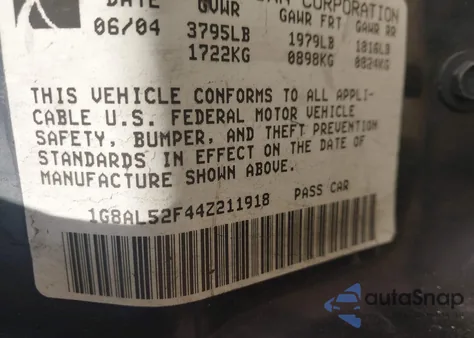 CORPORATION
DATE GVWR GAWR FRT GAWR RR
06/04 3795LB 1979LB 1816LB
1722KG 0898KG 0824KG
THIS VEHICLE CONFORMS TO ALL APPLI-
CABLE U.S. FEDERAL MOTOR VEHICLE
SAFETY, BUMPER, AND THEFT PREVENTION
STANDARDS IN EFFECT ON THE DATE OF
MANUFACTURE SHOWN ABOVE.
1G8AL52F44Z211918 PASS CAR
autoSnap